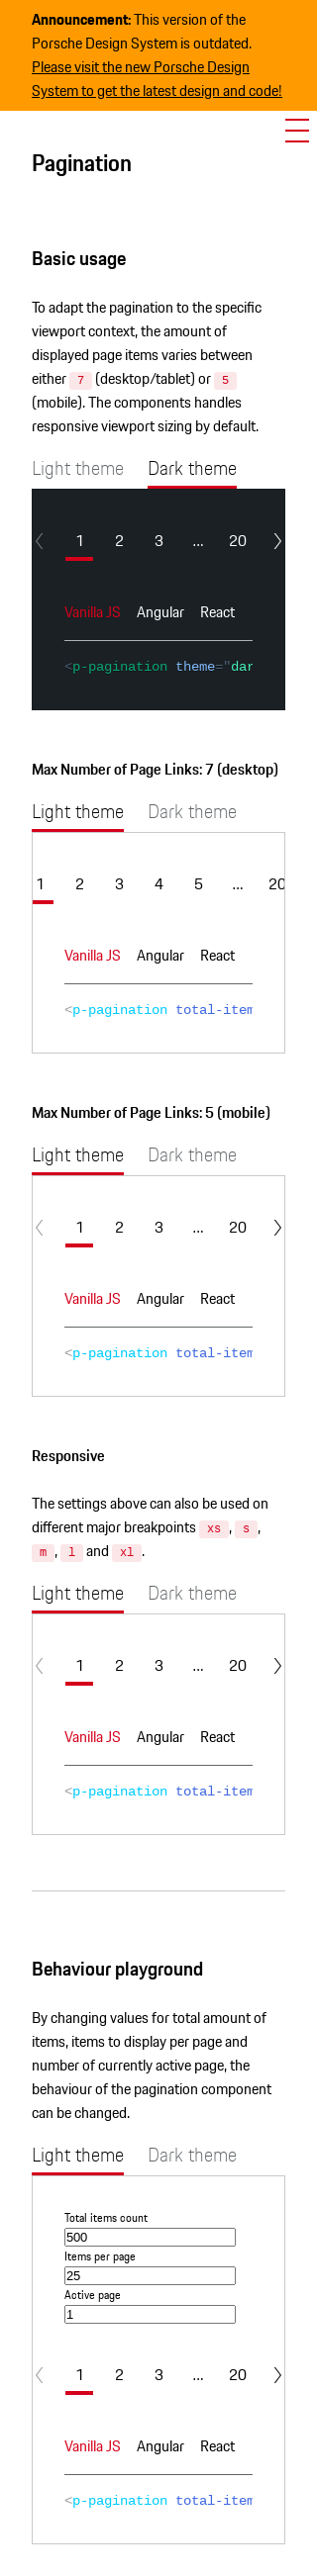 Announcement: This version of the
Porsche Design System is outdated.
Please visit the new Porsche Design
System to get the latest design and code!
Pagination
Basic usage
To adapt the pagination to the specific
viewport context, the amount of
displayed page items varies between
either 7 (desktop/tablet) or 5
(mobile). The components handles
responsive viewport sizing by default.
Light theme Dark theme
1 2 3 ... 20
Vanilla JS Angular React
<p-pagination theme="dar
Max Number of Page Links: 7 (desktop)
Light theme Dark theme
1 2 3 4 5 ... 20
Vanilla JS Angular React
<p-pagination total-item
Max Number of Page Links: 5 (mobile)
Light theme Dark theme
1 2 3 ... 20
Vanilla JS Angular React
<p-pagination total-item
Responsive
The settings above can also be used on
different major breakpoints xs, s,
m, l and xl.
Light theme Dark theme
1 2 3 ... 20
Vanilla JS Angular React
<p-pagination total-item
Behaviour playground
By changing values for total amount of
items, items to display per page and
number of currently active page, the
behaviour of the pagination component
can be changed.
Light theme Dark theme
Total items count
500
Items per page
25
Active page
1
1 2 3 ... 20
Vanilla JS Angular React
<p-pagination total-item